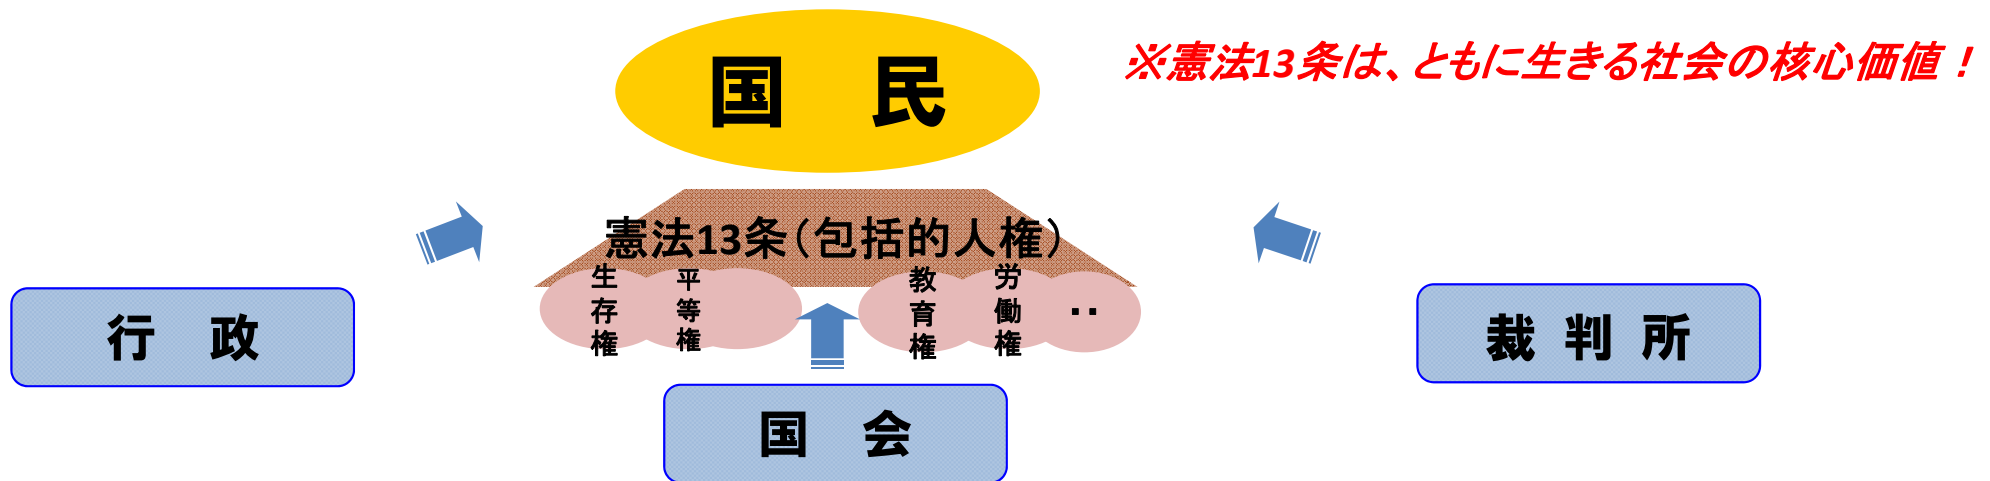 国　民
※憲法13条は、ともに生きる社会の核心価値！
憲法13条（包括的人権）
生存権
平等権
教育権
労働権
・・
行　政
国　会
裁 判 所